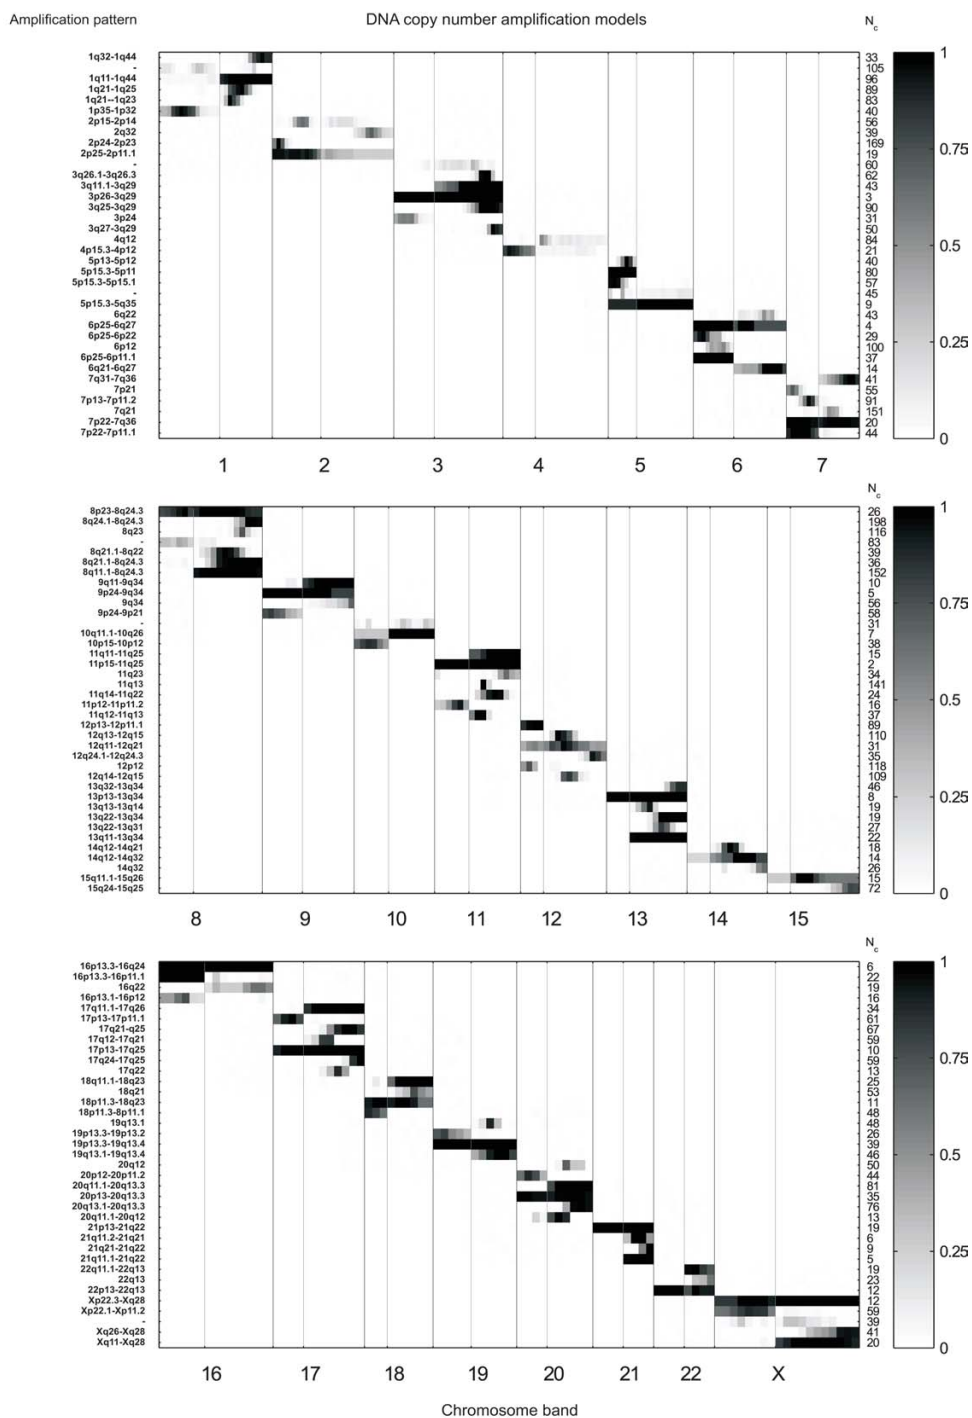 Amplification pattern DNA copy number amplification models Nc
1q32-1q44 33
- 105
1q11-1q44 96
1q21-1q25 89
1q21--1q23 83
1p35-1p32 40
2p15-2p14 56
2q32 39
2p24-2p23 169
2p25-2p11.1 19
- 60
3q26.1-3q26.3 62
3q11.1-3q29 43
3p26-3q29 3
3q25-3q29 90
3p24 31
3q27-3q29 50
4q12 84
4p15.3-4p12 21
5p13-5p12 40
5p15.3-5p11 80
5p15.3-5p15.1 57
- 45
5p15.3-5q35 9
6q22 43
6p25-6q27 4
6p25-6p22 29
6p12 100
6p25-6p11.1 37
6q21-6q27 14
7q31-7q36 41
7p21 55
7p13-7p11.2 91
7q21 151
7p22-7q36 20
7p22-7p11.1 44
1
0.75
0.5
0.25
0
1 2 3 4 5 6 7
Nc
8p23-8q24.3 26
8q24.1-8q24.3 198
8q23 116
- 83
8q21.1-8q22 39
8q21.1-8q24.3 36
8q11.1-8q24.3 152
9q11-9q34 10
9p24-9q34 5
9q34 56
9p24-9p21 58
- 31
10q11.1-10q26 7
10p15-10p12 38
11q11-11q25 15
11p15-11q25 2
11q23 34
11q13 141
11q14-11q22 24
11p12-11p11.2 16
11q12-11q13 37
12p13-12p11.1 89
12q13-12q15 110
12q11-12q21 31
12q24.1-12q24.3 35
12p12 118
12q14-12q15 109
13q32-13q34 46
13p13-13q34 8
13q13-13q14 19
13q22-13q34 19
13q22-13q31 27
13q11-13q34 22
14q12-14q21 18
14q12-14q32 14
14q32 26
15q11.1-15q26 15
15q24-15q25 72
1
0.75
0.5
0.25
0
8 9 10 11 12 13 14 15
Nc
16p13.3-16q24 6
16p13.3-16p11.1 22
16q22 19
16p13.1-16p12 16
17q11.1-17q26 34
17p13-17p11.1 61
17q21-q25 67
17q12-17q21 59
17p13-17q25 10
17q24-17q25 59
17q22 13
18q11.1-18q23 25
18q21 53
18p11.3-18q23 11
18p11.3-8p11.1 48
19q13.1 48
19p13.3-19p13.2 26
19p13.3-19q13.4 39
19q13.1-19q13.4 46
20q12 50
20p12-20p11.2 44
20q11.1-20q13.3 81
20p13-20q13.3 35
20q13.1-20q13.3 76
20q11.1-20q12 13
21p13-21q22 19
21q11.2-21q21 6
21q21-21q22 9
21q11.1-21q22 5
22q11.1-22q13 19
22q13 23
22p13-22q13 12
Xp22.3-Xq28 12
Xp22.1-Xp11.2 59
- 39
Xq26-Xq28 41
Xq11-Xq28 20
1
0.75
0.5
0.25
0
16 17 18 19 20 21 22 X
Chromosome band